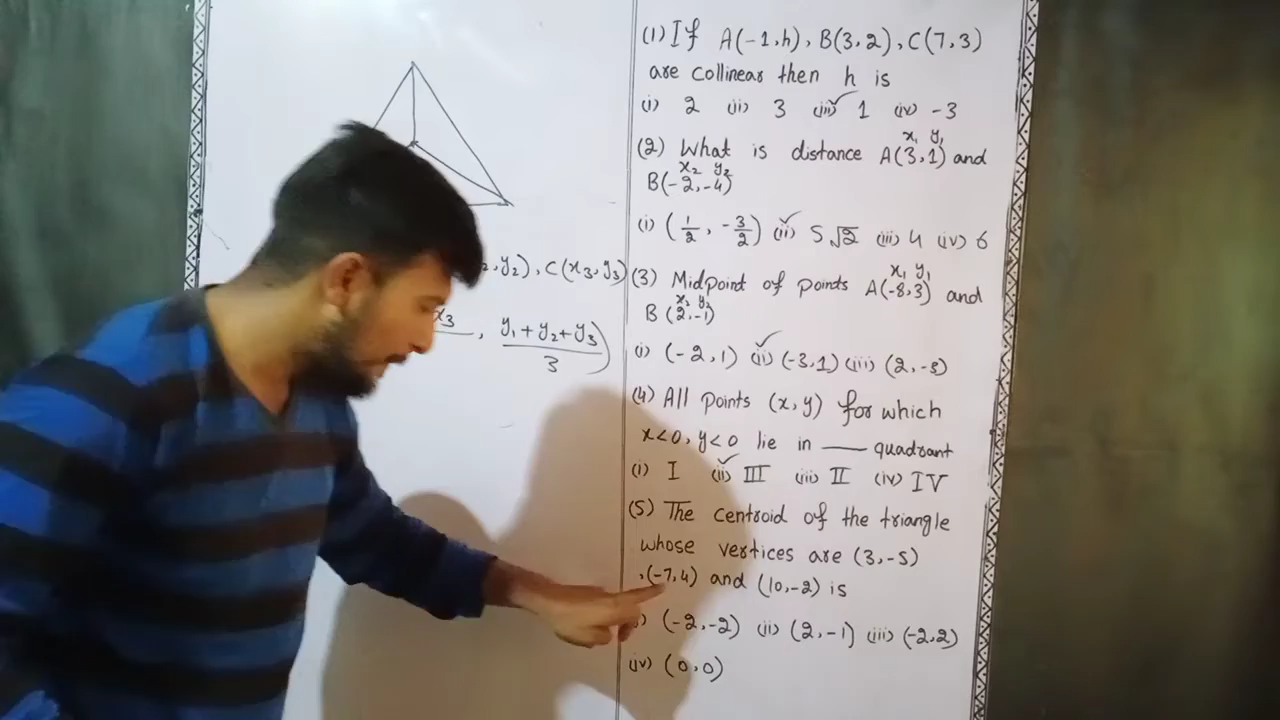 ₂,y₂), C(x₃,y₃)
x₃ , y₁+y₂+y₃
3
(1) If A(-1,h), B(3,2), C(7,3)
are collinear then h is
(i) 2 (ii) 3 (iii) ✓ 1 (iv) -3
x₁ y₁
(2) What is distance A(3,1) and
x₂ y₂
B(-2,-4)
(i) (1/2, -3/2) (ii) ✓ 5√2 (iii) 4 (iv) 6
x₁ y₁
(3) Midpoint of points A(-8,3) and
x₂ y₂
B(2,-1)
(i) (-2,1) (ii) ✓ (-3,1) (iii) (2,-3)
(4) All points (x,y) for which
x<0, y<0 lie in ___ quadrant
(i) I (ii) ✓ III (iii) II (iv) IV
(5) The centroid of the triangle
whose vertices are (3,-5)
,(-7,4) and (10,-2) is
) (-2,-2) (ii) (2,-1) (iii) (-2,2)
(iv) (0,0)